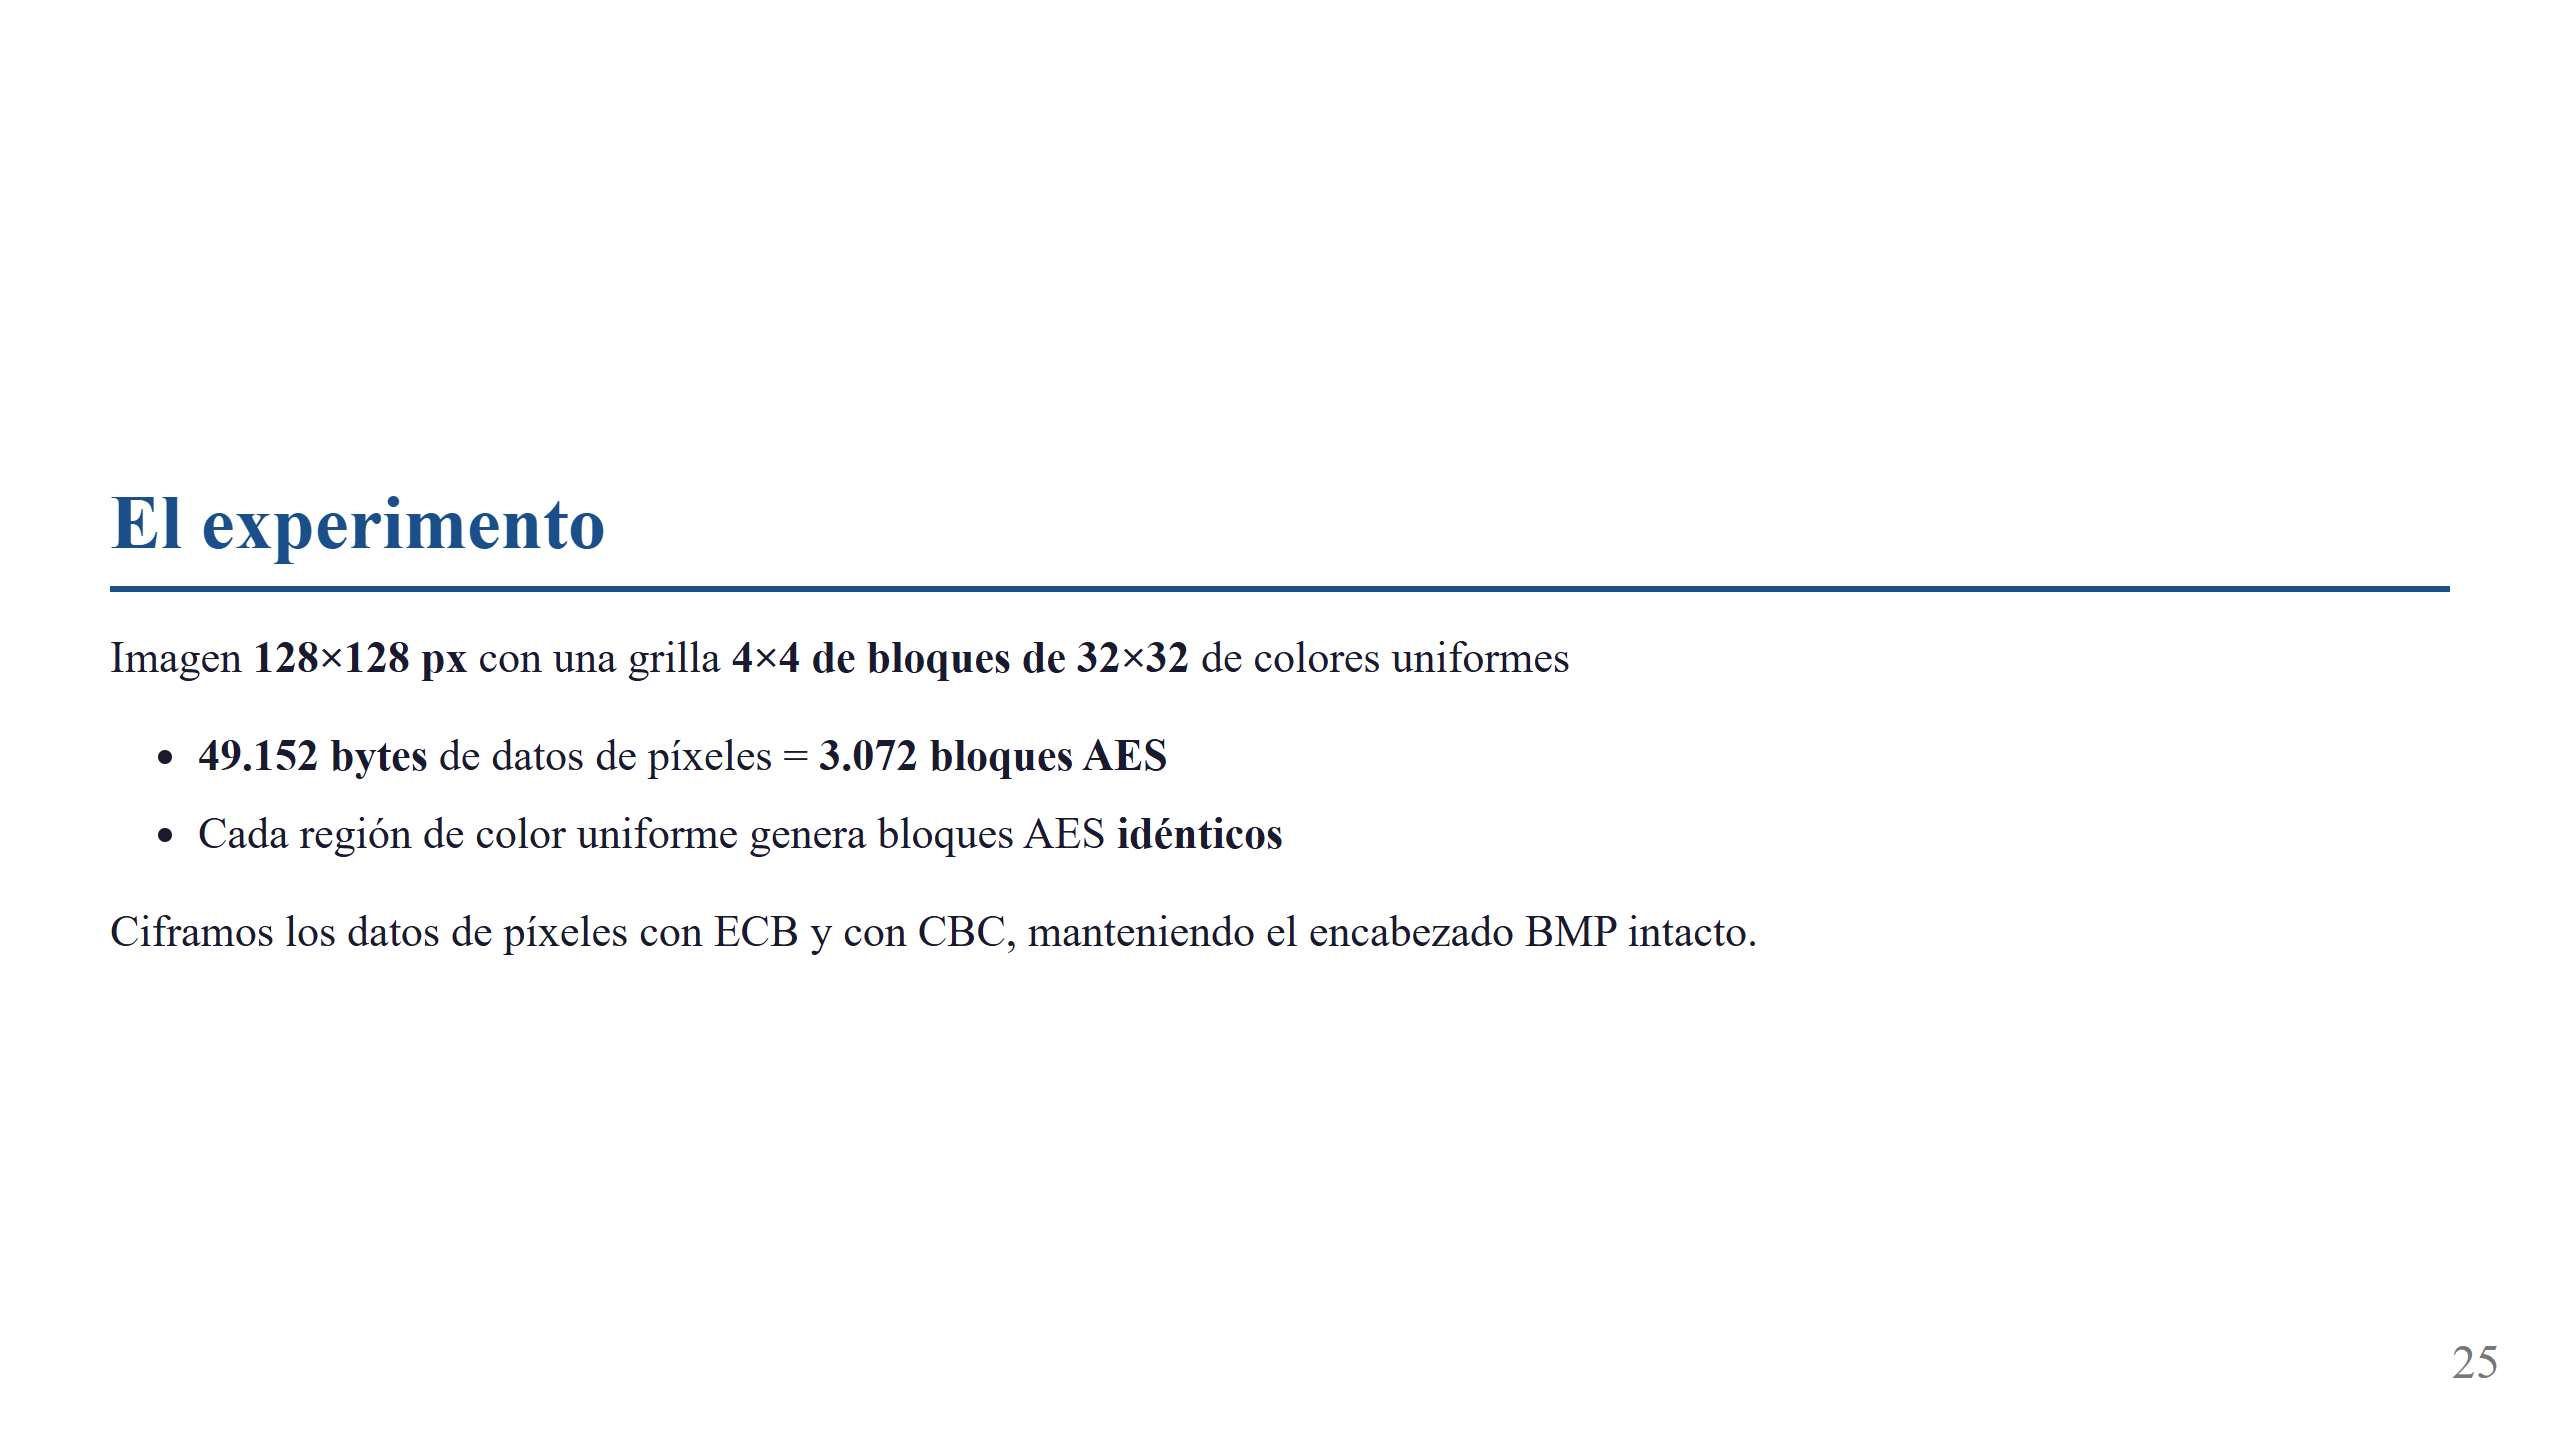 El experimento
Imagen 128×128 px con una grilla 4×4 de bloques de 32×32 de colores uniformes
• 49.152 bytes de datos de píxeles = 3.072 bloques AES
• Cada región de color uniforme genera bloques AES idénticos
Ciframos los datos de píxeles con ECB y con CBC, manteniendo el encabezado BMP intacto.
25